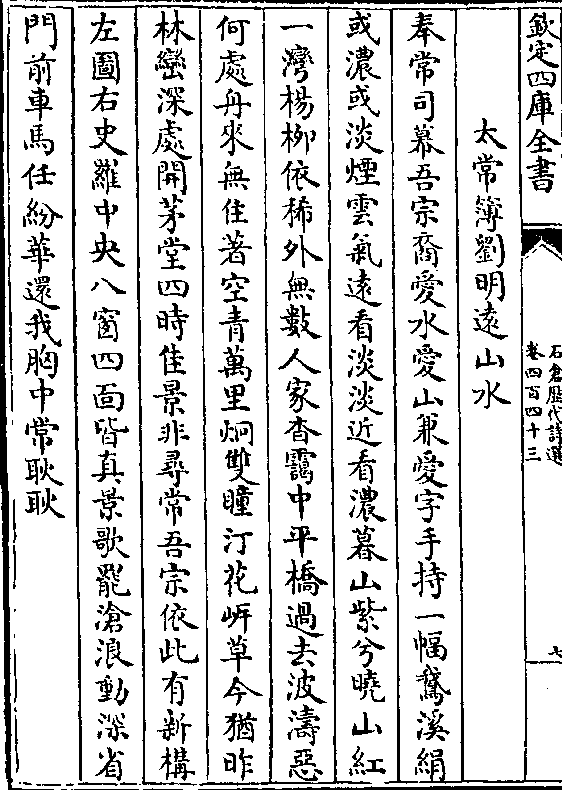 欽定四庫全書
石倉歷代詩選
卷四百四十三
七
太常簿劉明遠山水
奉常司幕吾宗裔愛水愛山兼愛字手持一幅鵞溪絹
或濃或淡煙雲氣遠看淡淡近看濃暮山紫兮曉山紅
一灣楊栁依稀外無數人家杳靄中平橋過去波濤惡
何處舟來無住著空青萬里炯雙瞳汀花岍草今猶昨
林巒深處開茅堂四時佳景非尋常吾宗依此有新構
左圖右史羅中央八窗四面皆真景歌罷滄浪動深省
門前車馬任紛華還我胸中常耿耿